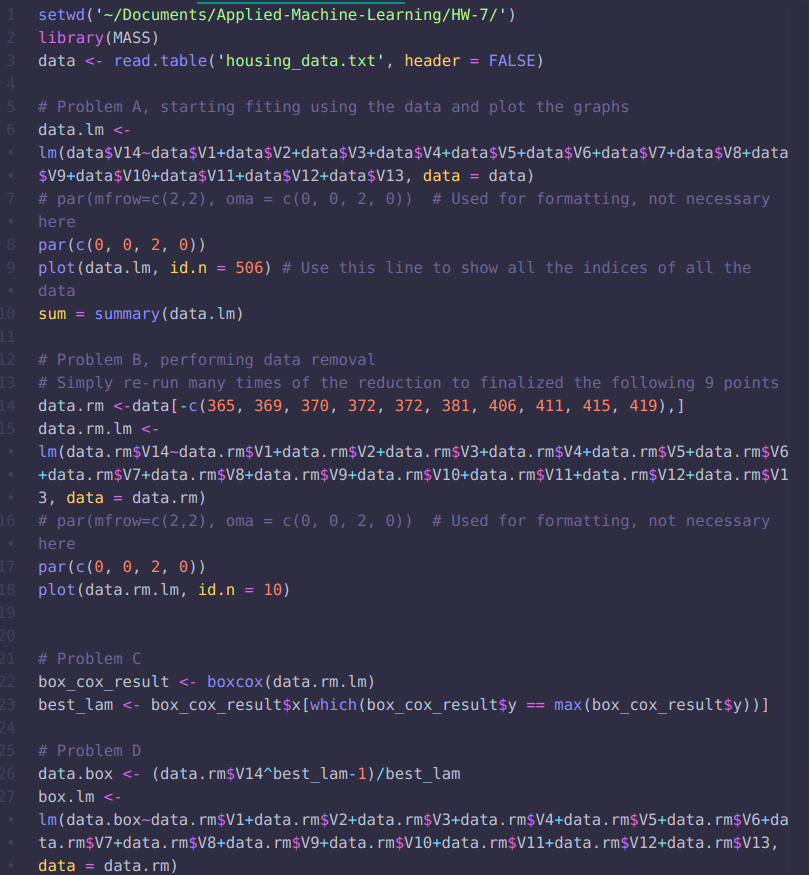 1 setwd('~/Documents/Applied-Machine-Learning/HW-7/')
2 library(MASS)
3 data <- read.table('housing_data.txt', header = FALSE)
4
5 # Problem A, starting fiting using the data and plot the graphs
6 data.lm <-
• lm(data$V14~data$V1+data$V2+data$V3+data$V4+data$V5+data$V6+data$V7+data$V8+data
• $V9+data$V10+data$V11+data$V12+data$V13, data = data)
7 # par(mfrow=c(2,2), oma = c(0, 0, 2, 0))  # Used for formatting, not necessary
• here
8 par(c(0, 0, 2, 0))
9 plot(data.lm, id.n = 506) # Use this line to show all the indices of all the
• data
10 sum = summary(data.lm)
11
12 # Problem B, performing data removal
13 # Simply re-run many times of the reduction to finalized the following 9 points
14 data.rm <-data[-c(365, 369, 370, 372, 372, 381, 406, 411, 415, 419),]
15 data.rm.lm <-
• lm(data.rm$V14~data.rm$V1+data.rm$V2+data.rm$V3+data.rm$V4+data.rm$V5+data.rm$V6
• +data.rm$V7+data.rm$V8+data.rm$V9+data.rm$V10+data.rm$V11+data.rm$V12+data.rm$V1
• 3, data = data.rm)
16 # par(mfrow=c(2,2), oma = c(0, 0, 2, 0))  # Used for formatting, not necessary
• here
17 par(c(0, 0, 2, 0))
18 plot(data.rm.lm, id.n = 10)
19
20
21 # Problem C
22 box_cox_result <- boxcox(data.rm.lm)
23 best_lam <- box_cox_result$x[which(box_cox_result$y == max(box_cox_result$y))]
24
25 # Problem D
26 data.box <- (data.rm$V14^best_lam-1)/best_lam
27 box.lm <-
• lm(data.box~data.rm$V1+data.rm$V2+data.rm$V3+data.rm$V4+data.rm$V5+data.rm$V6+da
• ta.rm$V7+data.rm$V8+data.rm$V9+data.rm$V10+data.rm$V11+data.rm$V12+data.rm$V13,
• data = data.rm)